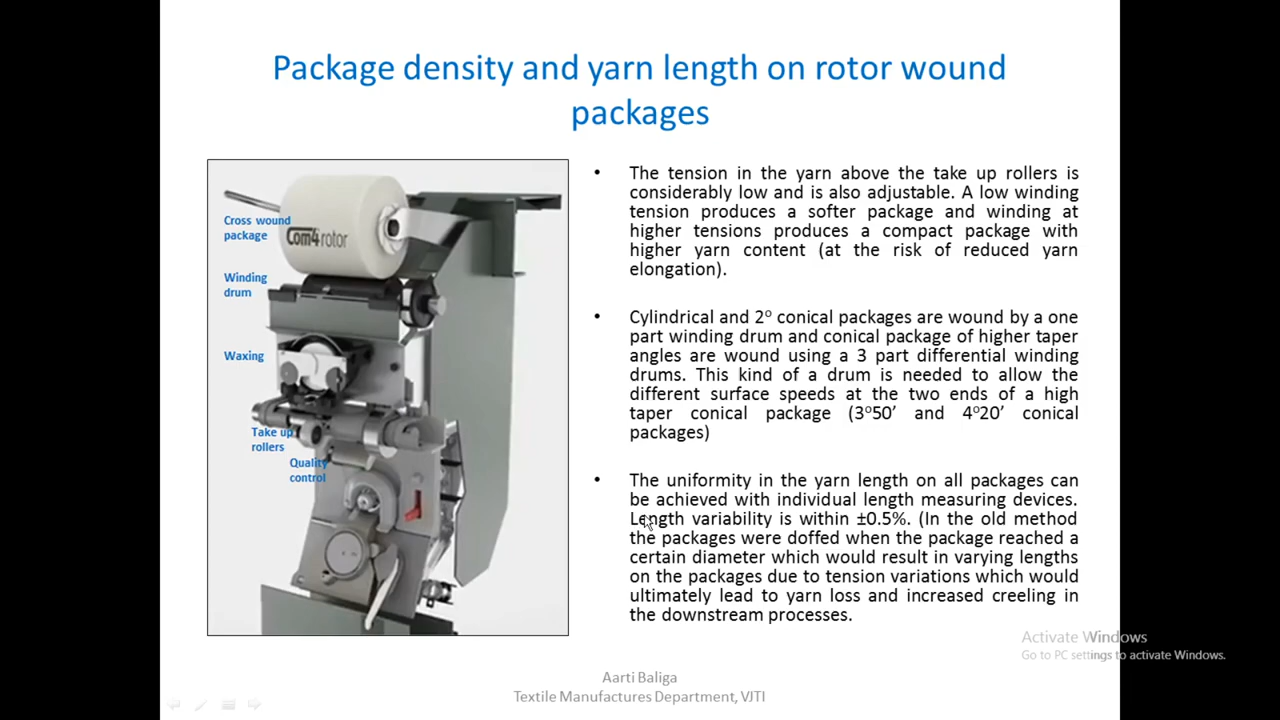 Package density and yarn length on rotor wound
packages
Cross wound
package
Com4 rotor
Winding
drum
Waxing
Take up
rollers
Quality
control
• The tension in the yarn above the take up rollers is
considerably low and is also adjustable. A low winding
tension produces a softer package and winding at
higher tensions produces a compact package with
higher yarn content (at the risk of reduced yarn
elongation).
• Cylindrical and 2° conical packages are wound by a one
part winding drum and conical package of higher taper
angles are wound using a 3 part differential winding
drums. This kind of a drum is needed to allow the
different surface speeds at the two ends of a high
taper conical package (3°50’ and 4°20’ conical
packages)
• The uniformity in the yarn length on all packages can
be achieved with individual length measuring devices.
Length variability is within ±0.5%. (In the old method
the packages were doffed when the package reached a
certain diameter which would result in varying lengths
on the packages due to tension variations which would
ultimately lead to yarn loss and increased creeling in
the downstream processes.
Activate Windows
Go to PC settings to activate Windows.
Aarti Baliga
Textile Manufactures Department, VJTI